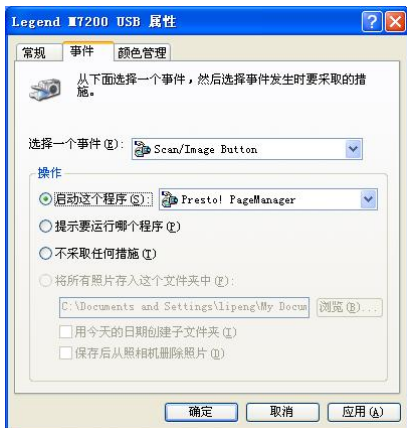 Legend M7200 USB 属性
常规 事件 颜色管理
从下面选择一个事件，然后选择事件发生时要采取的措
施。
选择一个事件(E): Scan/Image Button
操作
启动这个程序(S): Presto! PageManager
提示要运行哪个程序(P)
不采取任何措施(T)
将所有照片存入这个文件夹中(F):
C:\Documents and Settings\lipeng\My Docum 浏览(B)...
用今天的日期创建子文件夹(I)
保存后从照相机删除照片(D)
确定 取消 应用(A)